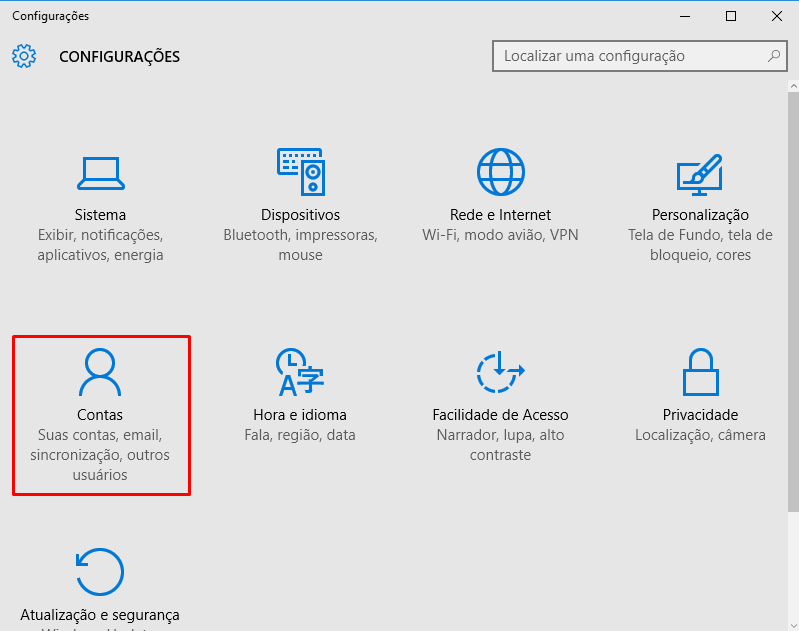 Configurações
CONFIGURAÇÕES
Localizar uma configuração
Sistema
Exibir, notificações,
aplicativos, energia
Dispositivos
Bluetooth, impressoras,
mouse
Rede e Internet
Wi-Fi, modo avião, VPN
Personalização
Tela de Fundo, tela de
bloqueio, cores
Contas
Suas contas, email,
sincronização, outros
usuários
Hora e idioma
Fala, região, data
Facilidade de Acesso
Narrador, lupa, alto
contraste
Privacidade
Localização, câmera
Atualização e segurança